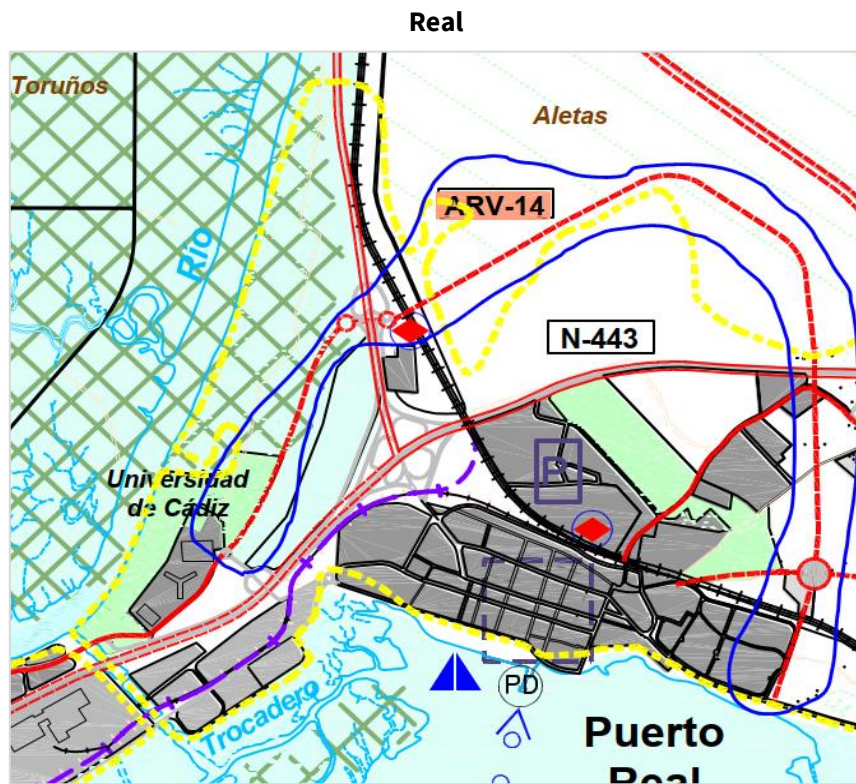 Real
Toruños
Aletas
ARV-14
Río
N-443
Universidad
de Cádiz
P
Trocadero
PD
Puerto
Real